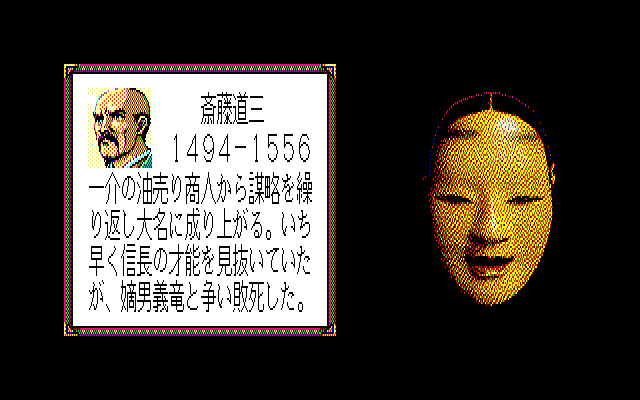 斎藤道三
1494-1556
一介の油売り商人から謀略を繰
り返し大名に成り上がる。いち
早く信長の才能を見抜いていた
が、嫡男義竜と争い敗死した。